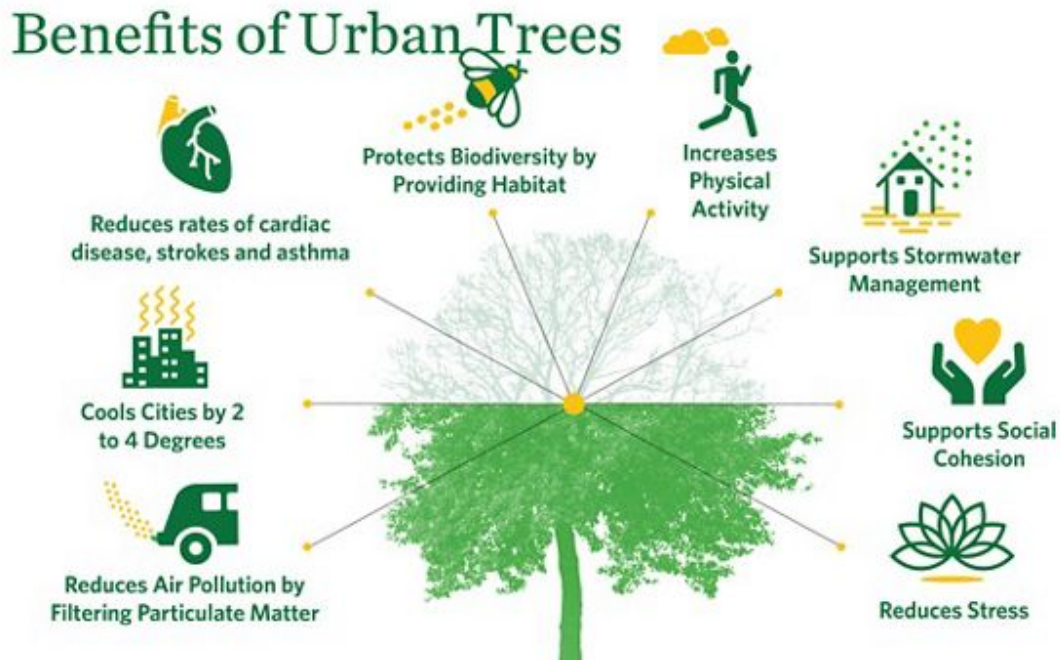 Benefits of Urban Trees
Protects Biodiversity by
Providing Habitat
Increases
Physical
Activity
Reduces rates of cardiac
disease, strokes and asthma
Supports Stormwater
Management
Cools Cities by 2
to 4 Degrees
Supports Social
Cohesion
Reduces Air Pollution by
Filtering Particulate Matter
Reduces Stress